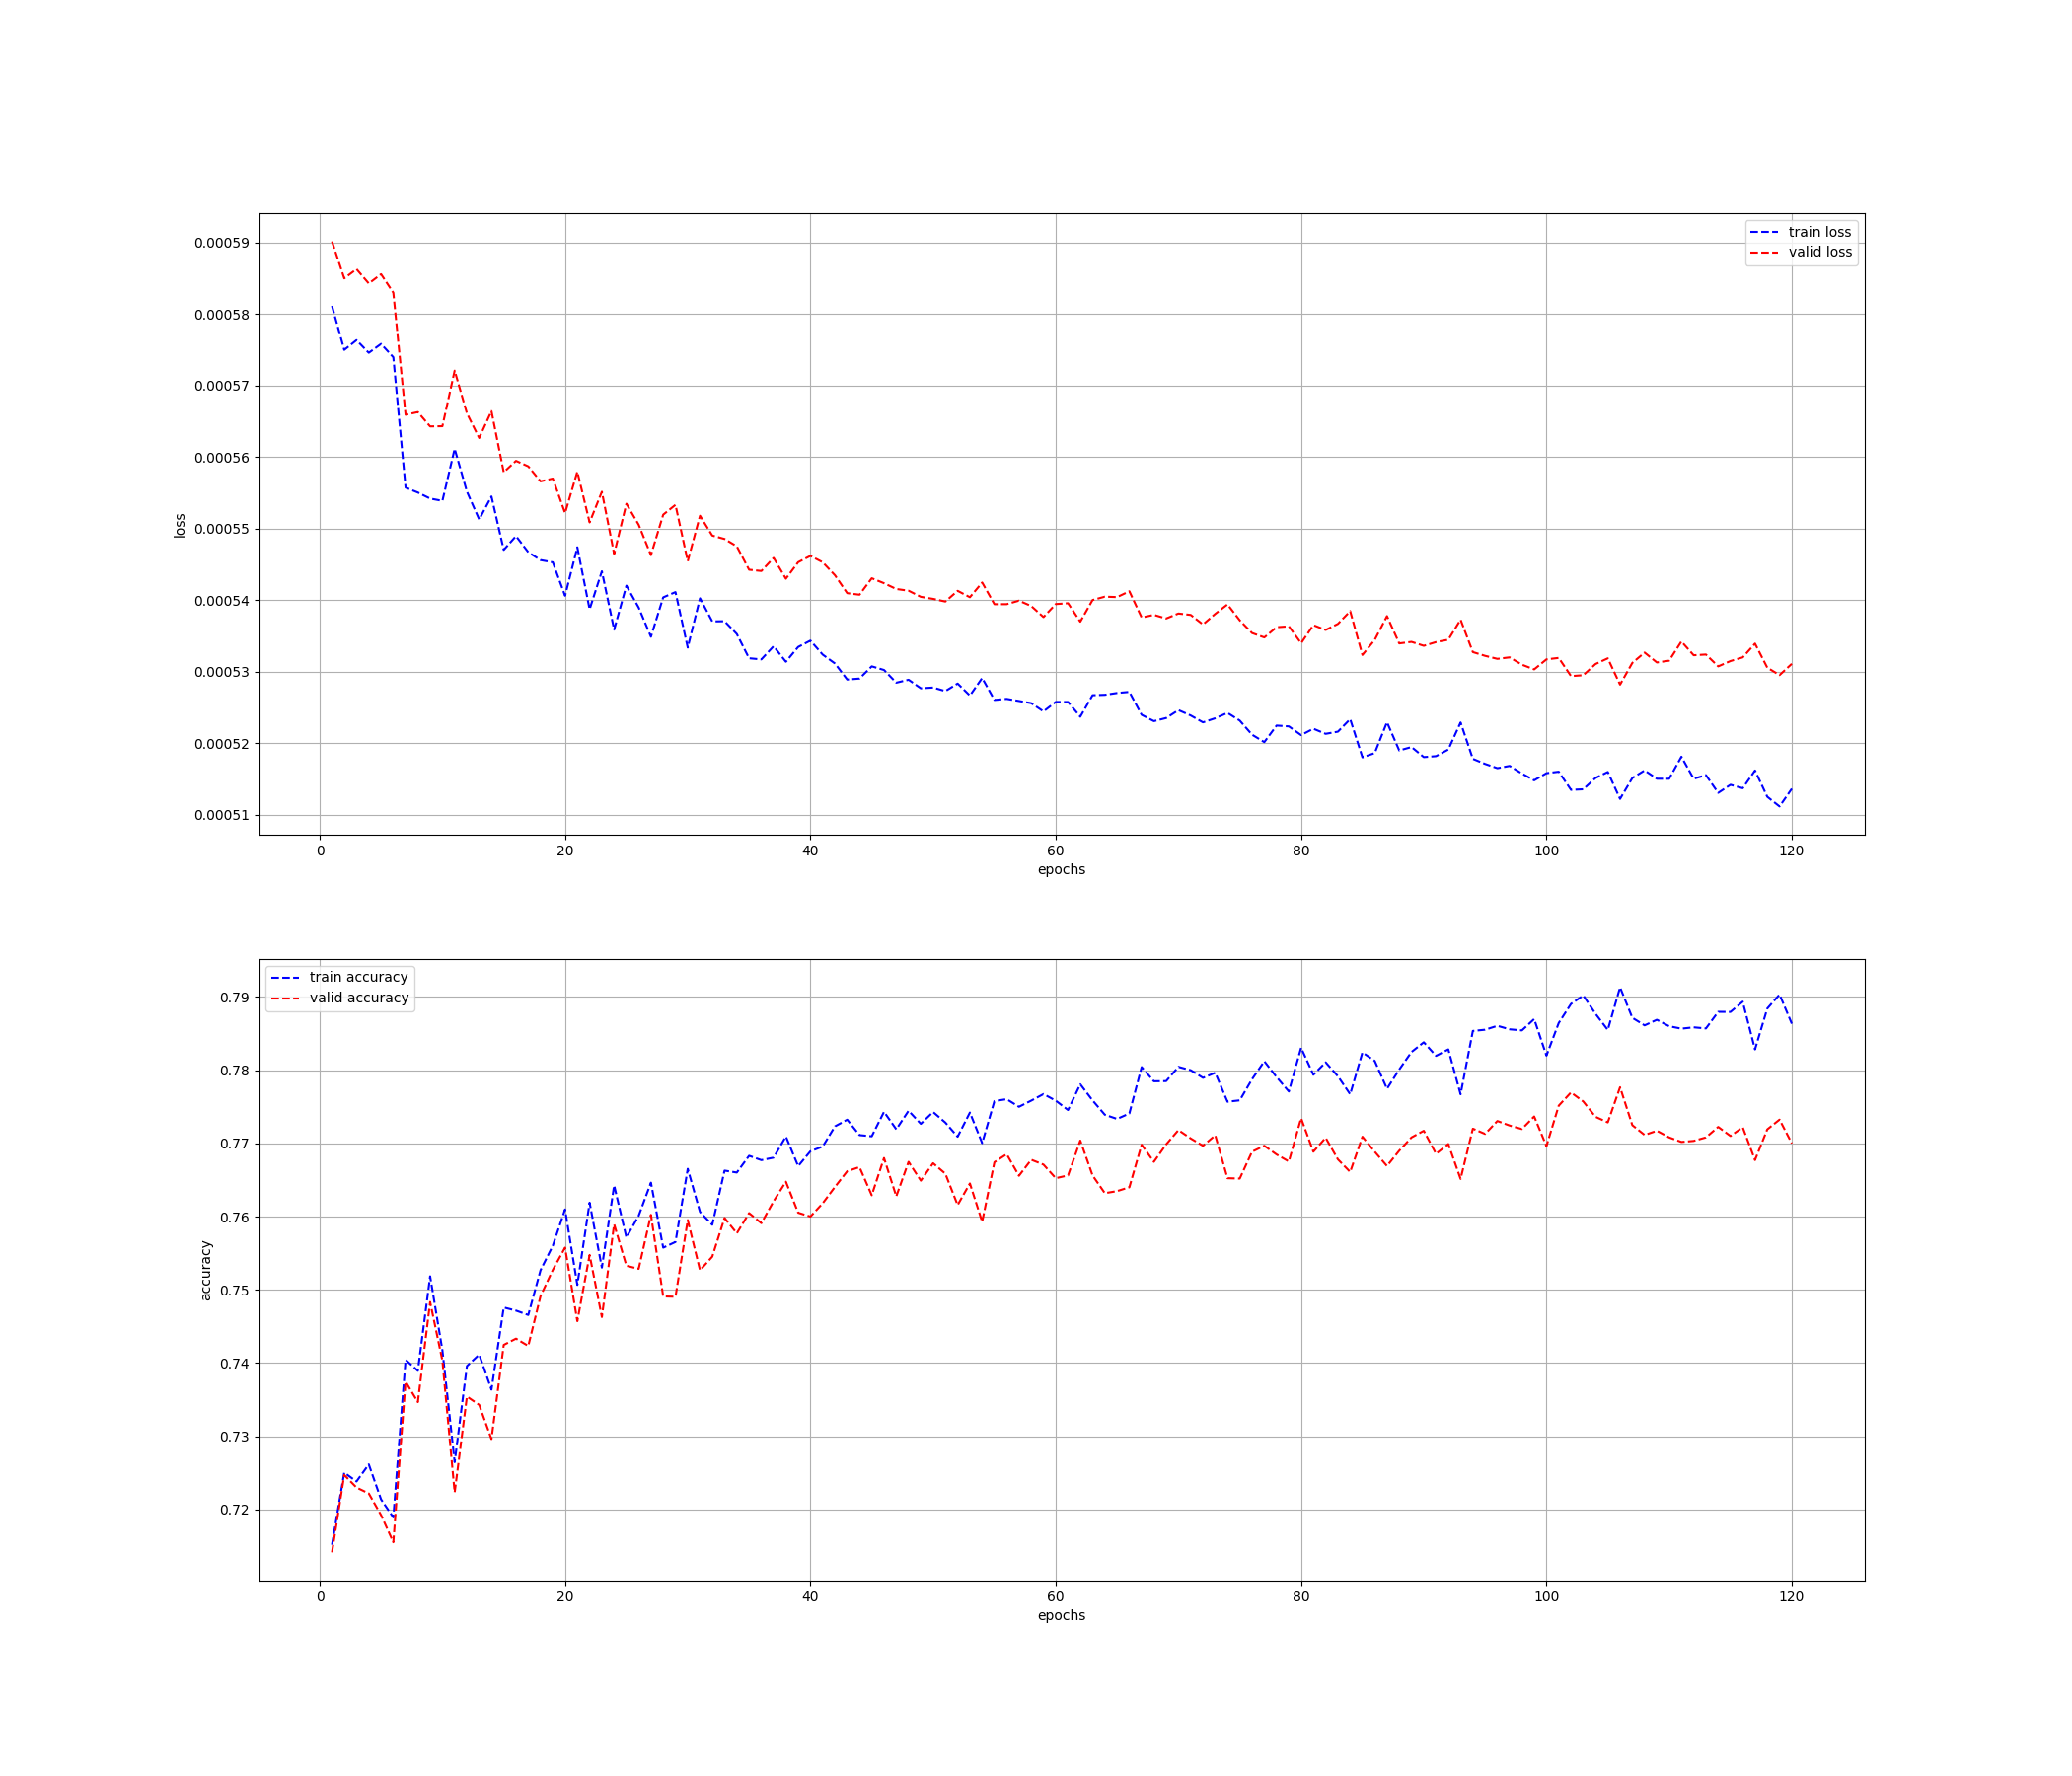 train loss
valid loss
0.00059
0.00058
0.00057
0.00056
0.00055
0.00054
0.00053
0.00052
0.00051
loss
0 20 40 60 80 100 120
epochs
train accuracy
valid accuracy
0.79
0.78
0.77
0.76
0.75
0.74
0.73
0.72
accuracy
0 20 40 60 80 100 120
epochs